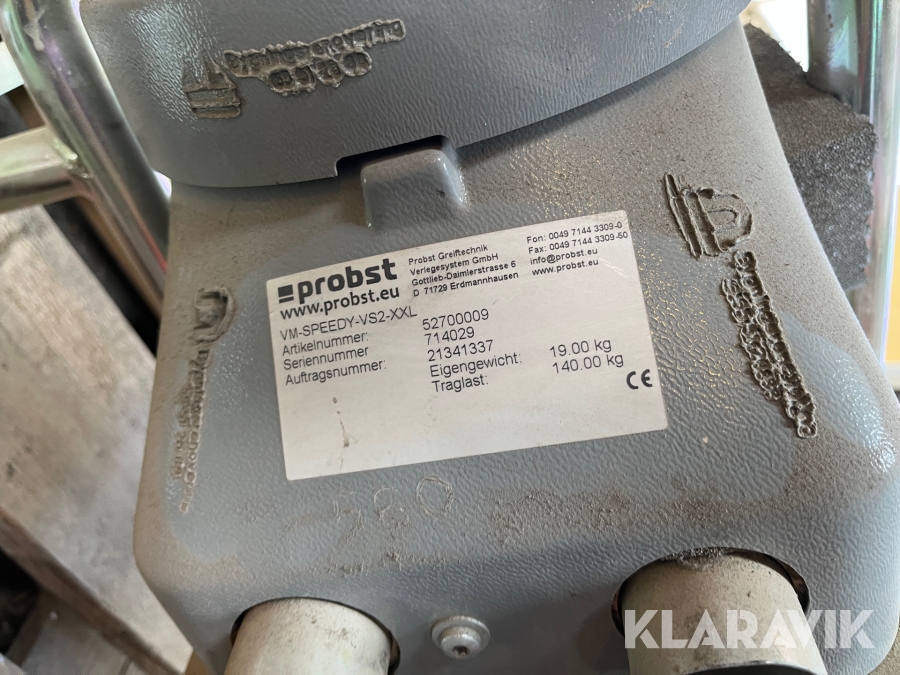 probst
www.probst.eu
Probst Greiftechnik
Verlegesystem GmbH
Gottlieb-Daimlerstrasse 6
D 71729 Erdmannhausen
Fon: 0049 7144 3309-0
Fax: 0049 7144 3309-50
info@probst.eu
www.probst.eu
VM-SPEEDY-VS2-XXL
Artikelnummer: 52700009
Seriennummer 714029
Auftragsnummer: 21341337
Eigengewicht: 19.00 kg
Traglast: 140.00 kg
CE
KLARAVIK